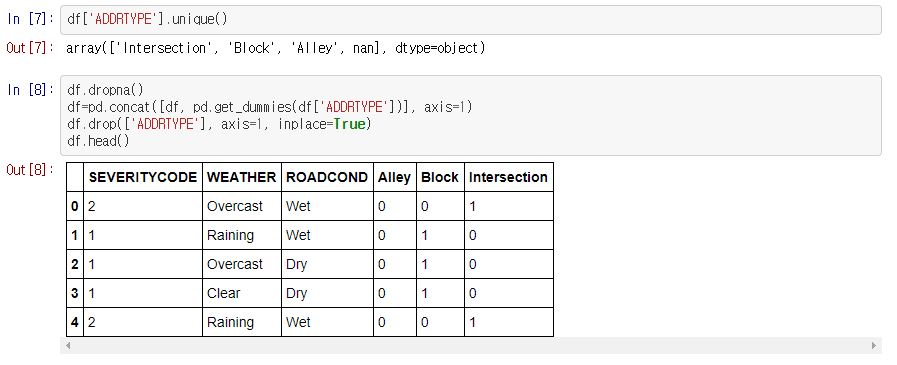 In [7]: df['ADDRTYPE'].unique()
Out[7]: array(['Intersection', 'Block', 'Alley', nan], dtype=object)
In [8]: df.dropna()
df=pd.concat([df, pd.get_dummies(df['ADDRTYPE'])], axis=1)
df.drop(['ADDRTYPE'], axis=1, inplace=True)
df.head()
Out[8]:
SEVERITYCODE WEATHER ROADCOND Alley Block Intersection
0 2 Overcast Wet 0 0 1
1 1 Raining Wet 0 1 0
2 1 Overcast Dry 0 1 0
3 1 Clear Dry 0 1 0
4 2 Raining Wet 0 0 1